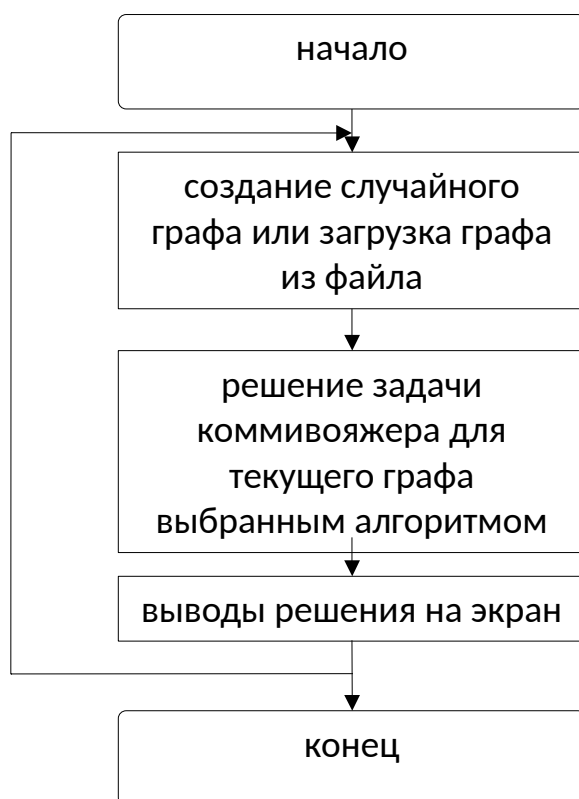 начало
создание случайного
графа или загрузка графа
из файла
решение задачи
коммивояжера для
текущего графа
выбранным алгоритмом
выводы решения на экран
конец